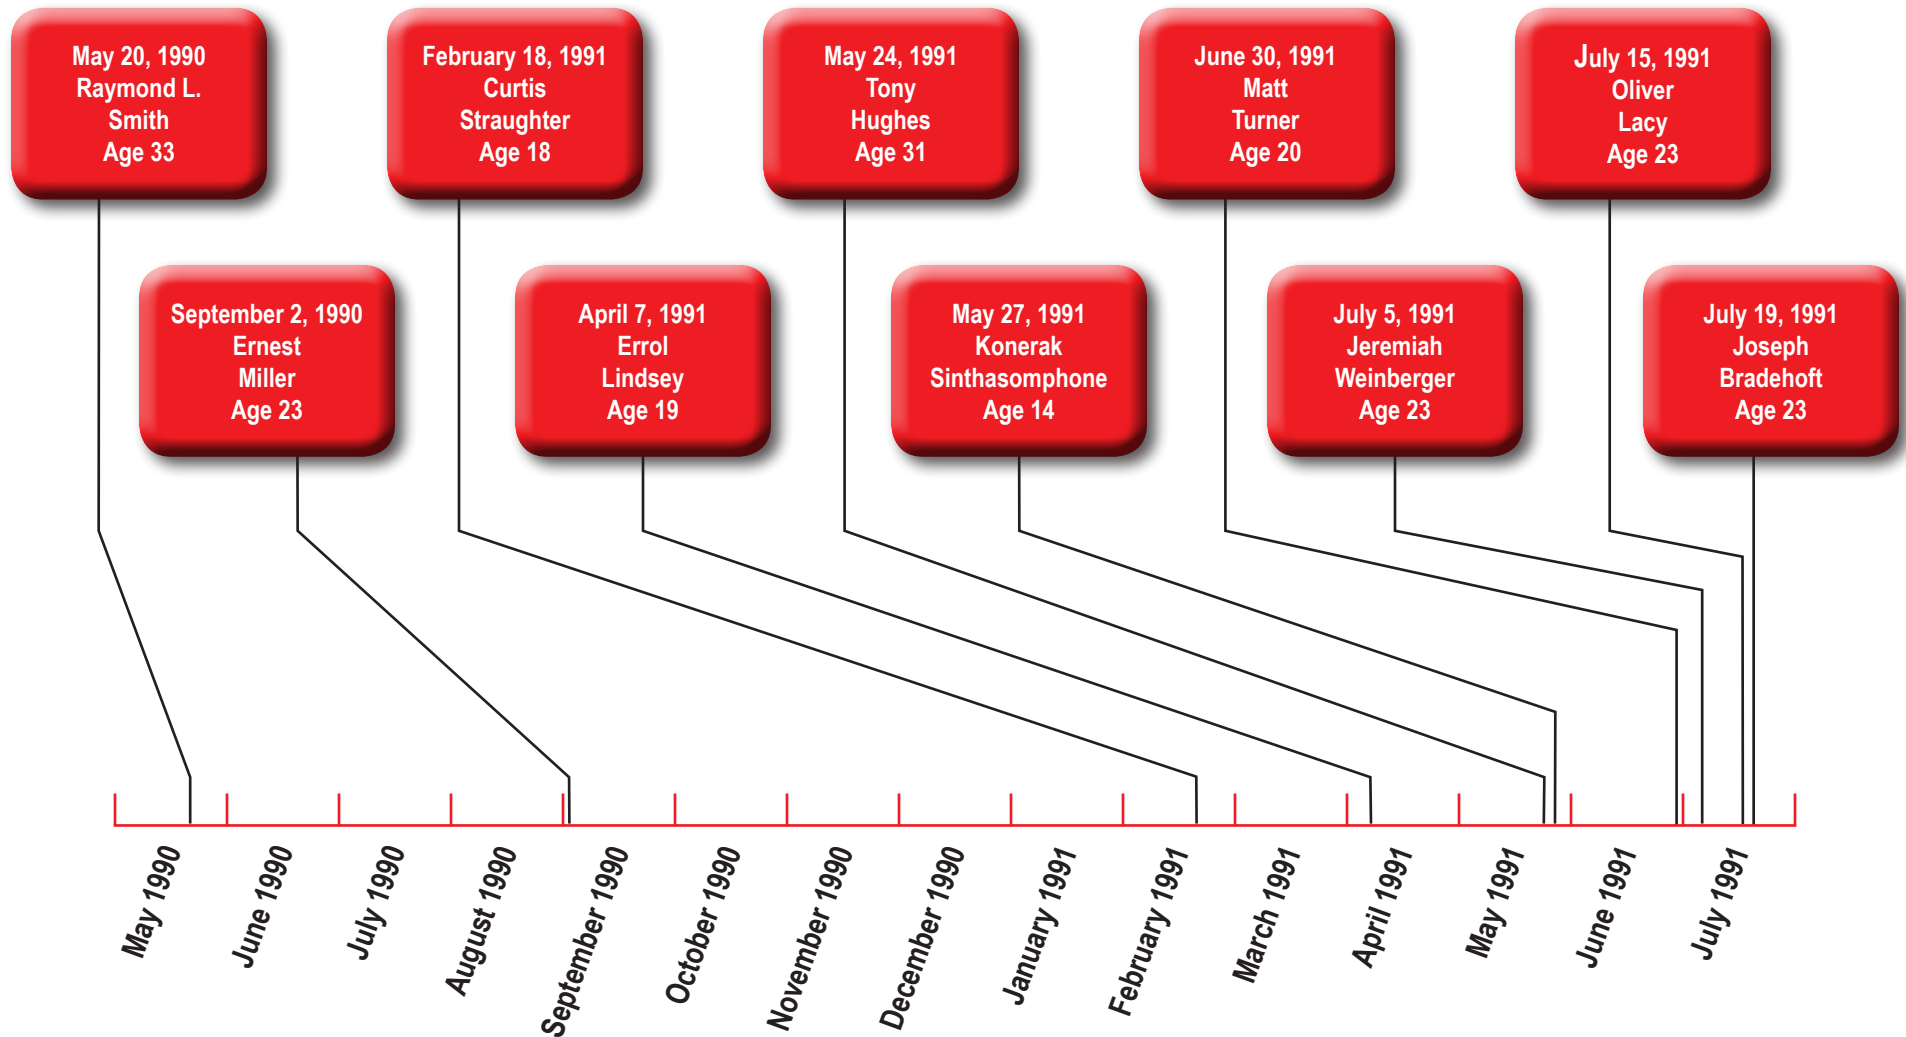 May 20, 1990
Raymond L.
Smith
Age 33
February 18, 1991
Curtis
Straughter
Age 18
May 24, 1991
Tony
Hughes
Age 31
June 30, 1991
Matt
Turner
Age 20
July 15, 1991
Oliver
Lacy
Age 23
September 2, 1990
Ernest
Miller
Age 23
April 7, 1991
Errol
Lindsey
Age 19
May 27, 1991
Konerak
Sinthasomphone
Age 14
July 5, 1991
Jeremiah
Weinberger
Age 23
July 19, 1991
Joseph
Bradehoft
Age 23
May 1990
June 1990
July 1990
August 1990
September 1990
October 1990
November 1990
December 1990
January 1991
February 1991
March 1991
April 1991
May 1991
June 1991
July 1991